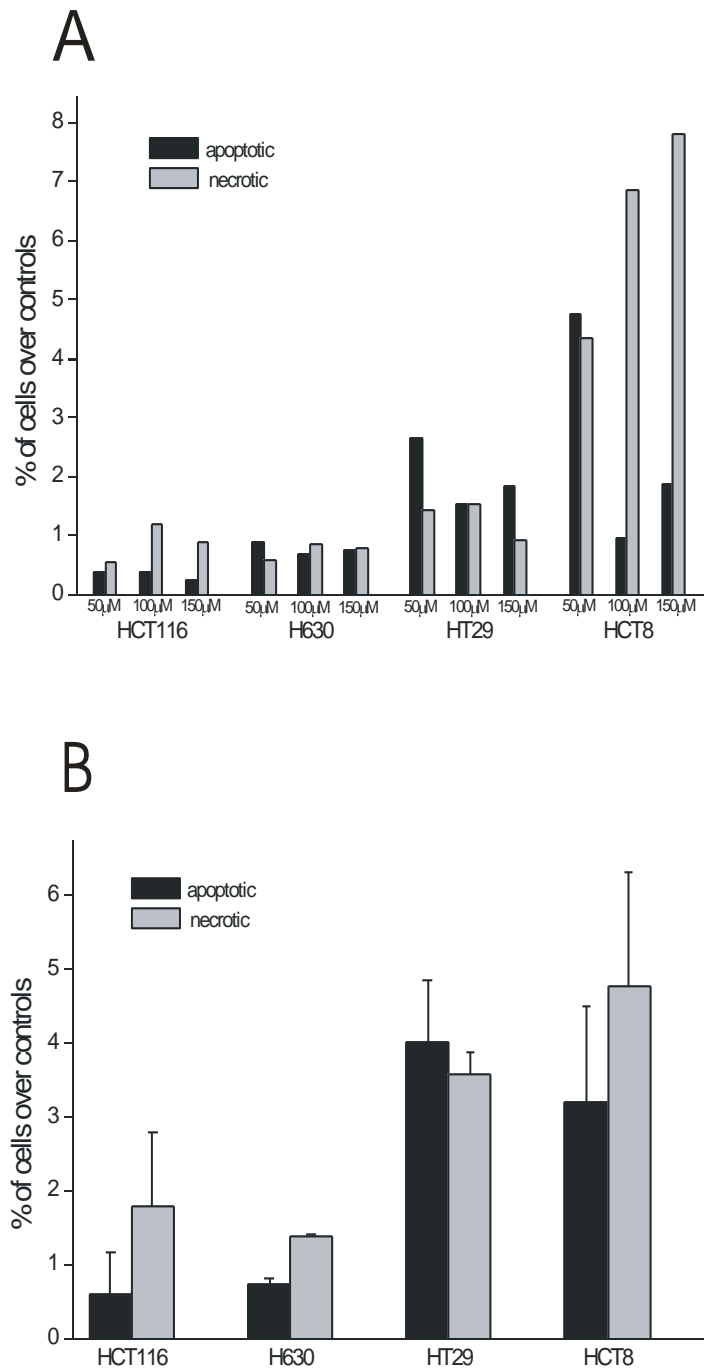 A
8
apoptotic
7
necrotic
6
5
4
3
2
1
0
% of cells over controls
50µM 100µM 150µM 50µM 100µM 150µM 50µM 100µM 150µM 50µM 100µM 150µM
HCT116 H630 HT29 HCT8
B
6
apoptotic
necrotic
5
4
3
2
1
0
% of cells over controls
HCT116 H630 HT29 HCT8